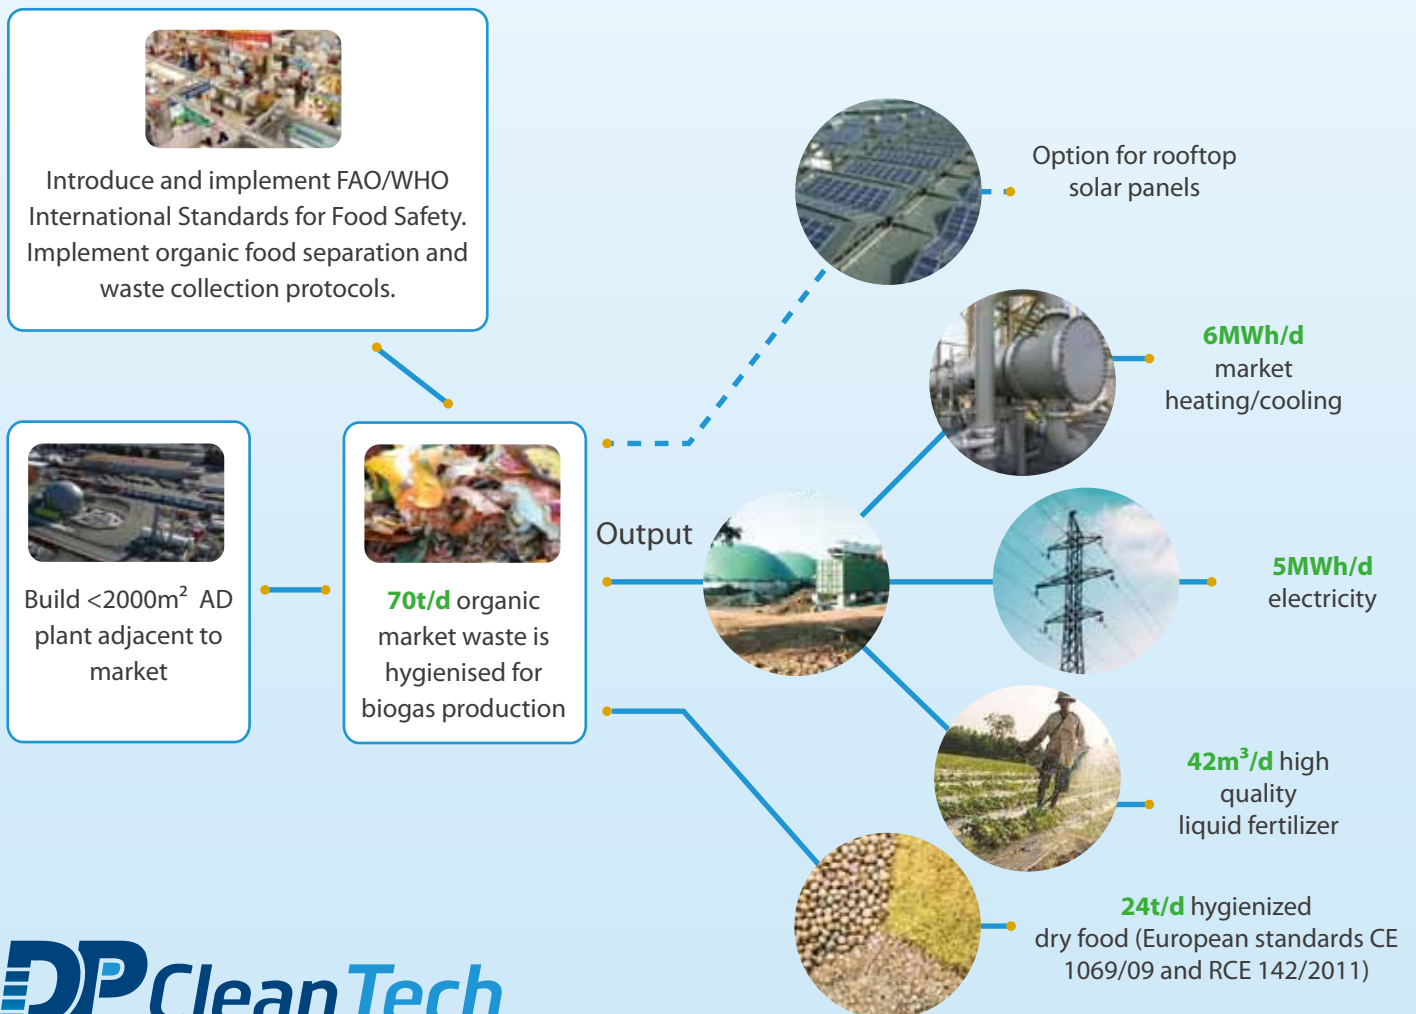 Introduce and implement FAO/WHO
International Standards for Food Safety.
Implement organic food separation and
waste collection protocols.
Build <2000m² AD
plant adjacent to
market
70t/d organic
market waste is
hygienised for
biogas production
Output
Option for rooftop
solar panels
6MWh/d
market
heating/cooling
5MWh/d
electricity
42m³/d high
quality
liquid fertilizer
24t/d hygienized
dry food (European standards CE
1069/09 and RCE 142/2011)
DP CleanTech